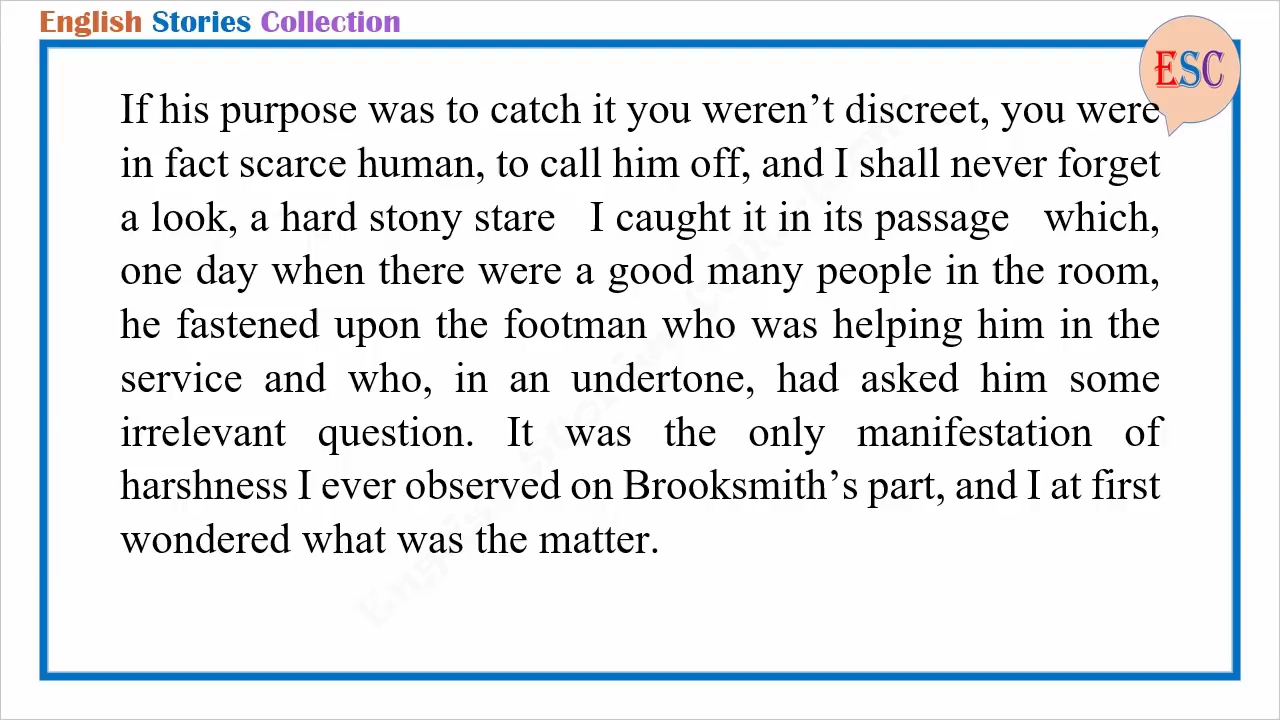 English Stories Collection
ESC
If his purpose was to catch it you weren’t discreet, you were
in fact scarce human, to call him off, and I shall never forget
a look, a hard stony stare   I caught it in its passage   which,
one day when there were a good many people in the room,
he fastened upon the footman who was helping him in the
service and who, in an undertone, had asked him some
irrelevant question. It was the only manifestation of
harshness I ever observed on Brooksmith’s part, and I at first
wondered what was the matter.